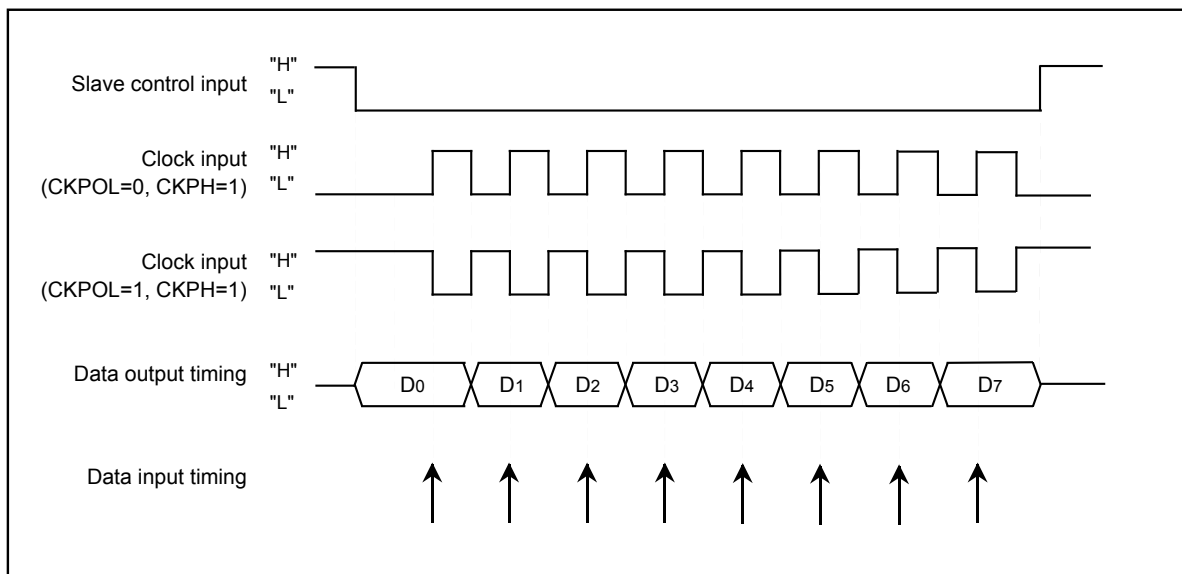 Slave control input "H"
"L"
Clock input "H"
(CKPOL=0, CKPH=1) "L"
Clock input "H"
(CKPOL=1, CKPH=1) "L"
Data output timing "H"
"L"
D0 D1 D2 D3 D4 D5 D6 D7
Data input timing